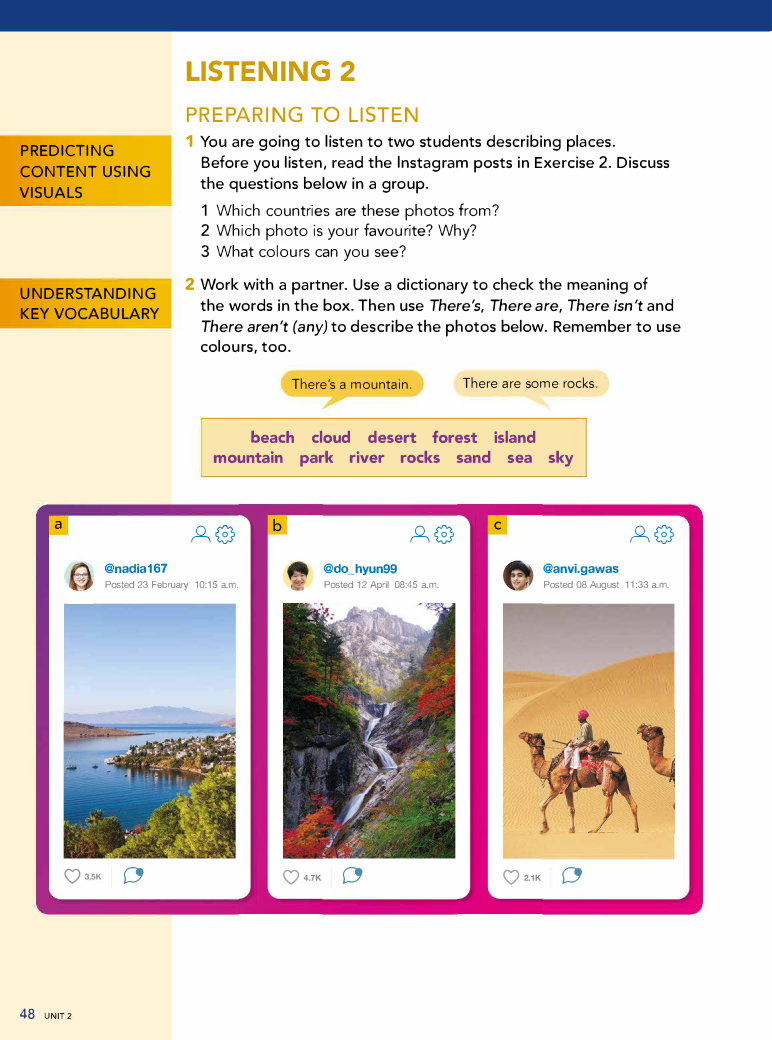 LISTENING 2
PREPARING TO LISTEN
PREDICTING
CONTENT USING
VISUALS
1 You are going to listen to two students describing places.
Before you listen, read the Instagram posts in Exercise 2. Discuss
the questions below in a group.
1 Which countries are these photos from?
2 Which photo is your favourite? Why?
3 What colours can you see?
UNDERSTANDING
KEY VOCABULARY
2 Work with a partner. Use a dictionary to check the meaning of
the words in the box. Then use There's, There are, There isn't and
There aren't (any) to describe the photos below. Remember to use
colours, too.
There's a mountain.
There are some rocks.
beach cloud desert forest island
mountain park river rocks sand sea sky
a
@nadia167
Posted 23 February 10:15 a.m.
3.5K
b
@do_hyun99
Posted 12 April 08:45 a.m.
4.7K
c
@anvi.gawas
Posted 08 August 11:33 a.m.
2.1K
48 UNIT 2